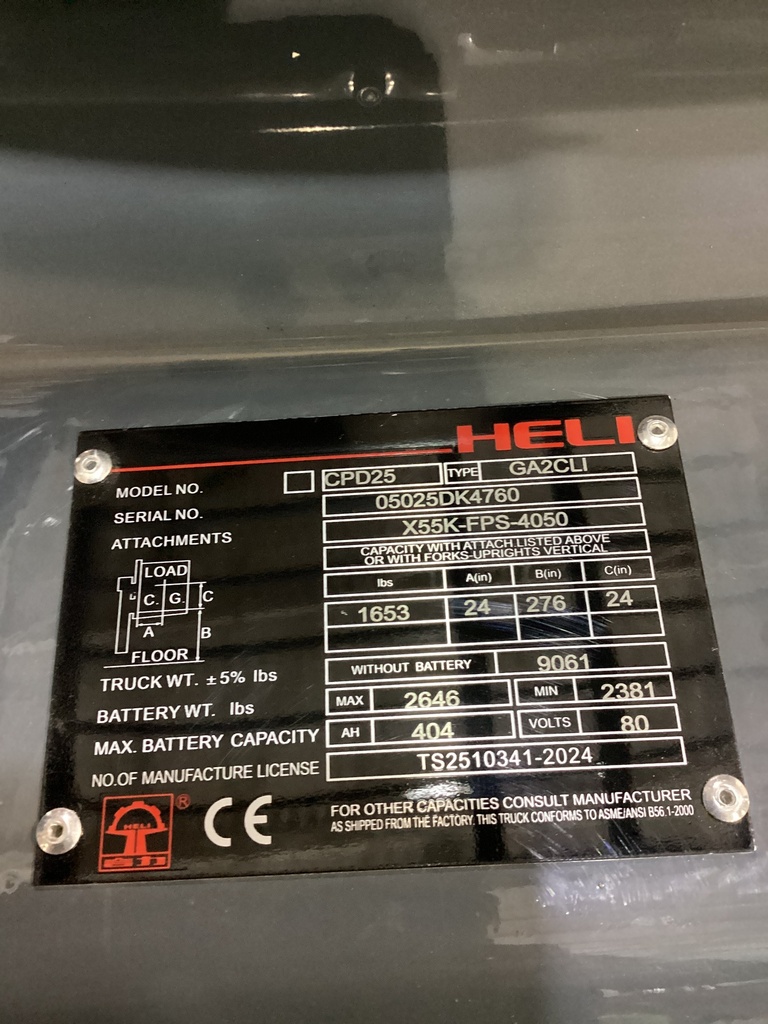 HELI
MODEL NO. CPD25 TYPE GA2CLI
SERIAL NO. 05025DK4760
ATTACHMENTS X55K-FPS-4050
CAPACITY WITH ATTACH.LISTED ABOVE
OR WITH FORKS-UPRIGHTS VERTICAL
lbs A(in) B(in) C(in)
1653 24 276 24
LOAD
C. G. C
A B
FLOOR
TRUCK WT. ±5% lbs WITHOUT BATTERY 9061
BATTERY WT. lbs MAX 2646 MIN 2381
MAX. BATTERY CAPACITY AH 404 VOLTS 80
NO.OF MANUFACTURE LICENSE TS2510341-2024
HELI ® CE
合力
FOR OTHER CAPACITIES CONSULT MANUFACTURER
AS SHIPPED FROM THE FACTORY. THIS TRUCK CONFORMS TO ASME/ANSI B56.1-2000